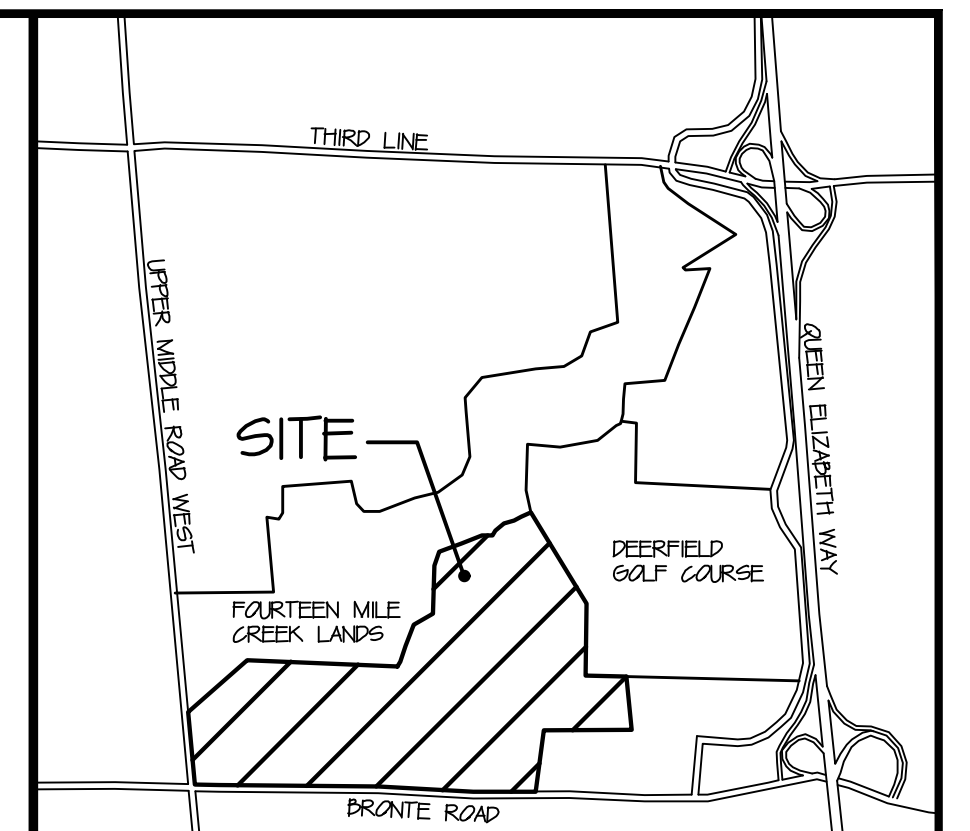 THIRD LINE
UPPER MIDDLE ROAD WEST
QUEEN ELIZABETH WAY
SITE
DEERFIELD
GOLF COURSE
FOURTEEN MILE
CREEK LANDS
BRONTE ROAD